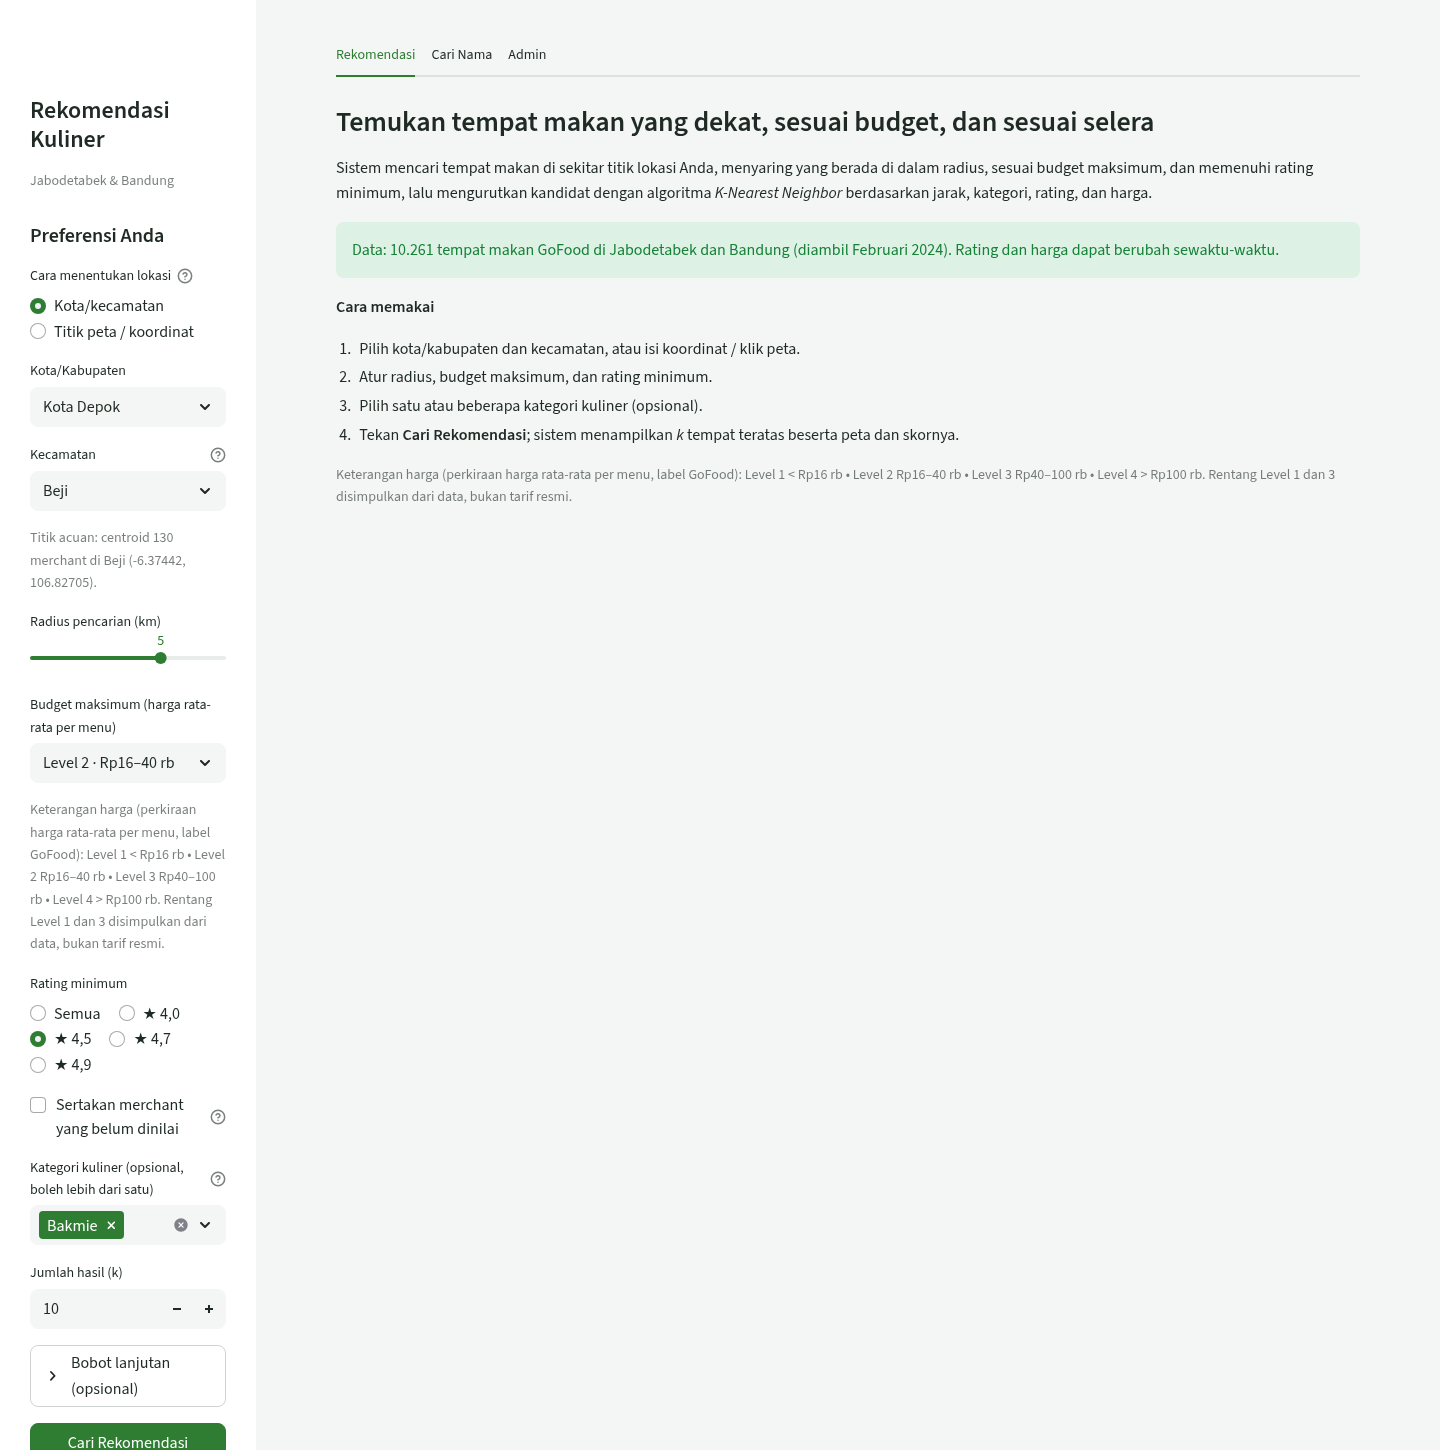 Rekomendasi
Kuliner
Jabodetabek & Bandung
Preferensi Anda
Cara menentukan lokasi
Kota/kecamatan
Titik peta / koordinat
Kota/Kabupaten
Kota Depok
Kecamatan
Beji
Titik acuan: centroid 130
merchant di Beji (-6.37442,
106.82705).
Radius pencarian (km)
5
Budget maksimum (harga rata-
rata per menu)
Level 2 · Rp16–40 rb
Keterangan harga (perkiraan
harga rata-rata per menu, label
GoFood): Level 1 < Rp16 rb • Level
2 Rp16–40 rb • Level 3 Rp40–100
rb • Level 4 > Rp100 rb. Rentang
Level 1 dan 3 disimpulkan dari
data, bukan tarif resmi.
Rating minimum
Semua ★ 4,0
★ 4,5 ★ 4,7
★ 4,9
Sertakan merchant
yang belum dinilai
Kategori kuliner (opsional,
boleh lebih dari satu)
Bakmie
Jumlah hasil (k)
10
Bobot lanjutan
(opsional)
Cari Rekomendasi
Rekomendasi Cari Nama Admin
Temukan tempat makan yang dekat, sesuai budget, dan sesuai selera
Sistem mencari tempat makan di sekitar titik lokasi Anda, menyaring yang berada di dalam radius, sesuai budget maksimum, dan memenuhi rating
minimum, lalu mengurutkan kandidat dengan algoritma K-Nearest Neighbor berdasarkan jarak, kategori, rating, dan harga.
Data: 10.261 tempat makan GoFood di Jabodetabek dan Bandung (diambil Februari 2024). Rating dan harga dapat berubah sewaktu-waktu.
Cara memakai
1. Pilih kota/kabupaten dan kecamatan, atau isi koordinat / klik peta.
2. Atur radius, budget maksimum, dan rating minimum.
3. Pilih satu atau beberapa kategori kuliner (opsional).
4. Tekan Cari Rekomendasi; sistem menampilkan k tempat teratas beserta peta dan skornya.
Keterangan harga (perkiraan harga rata-rata per menu, label GoFood): Level 1 < Rp16 rb • Level 2 Rp16–40 rb • Level 3 Rp40–100 rb • Level 4 > Rp100 rb. Rentang Level 1 dan 3
disimpulkan dari data, bukan tarif resmi.